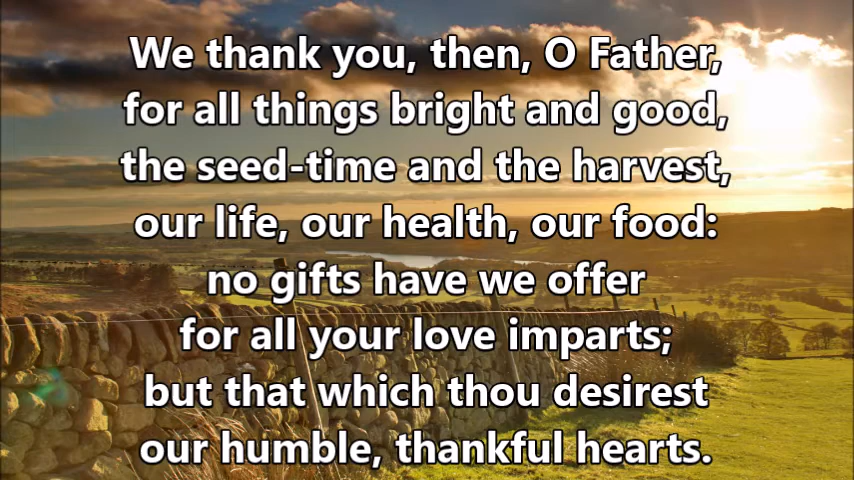 We thank you, then, O Father,
for all things bright and good,
the seed-time and the harvest,
our life, our health, our food:
no gifts have we offer
for all your love imparts;
but that which thou desirest
our humble, thankful hearts.